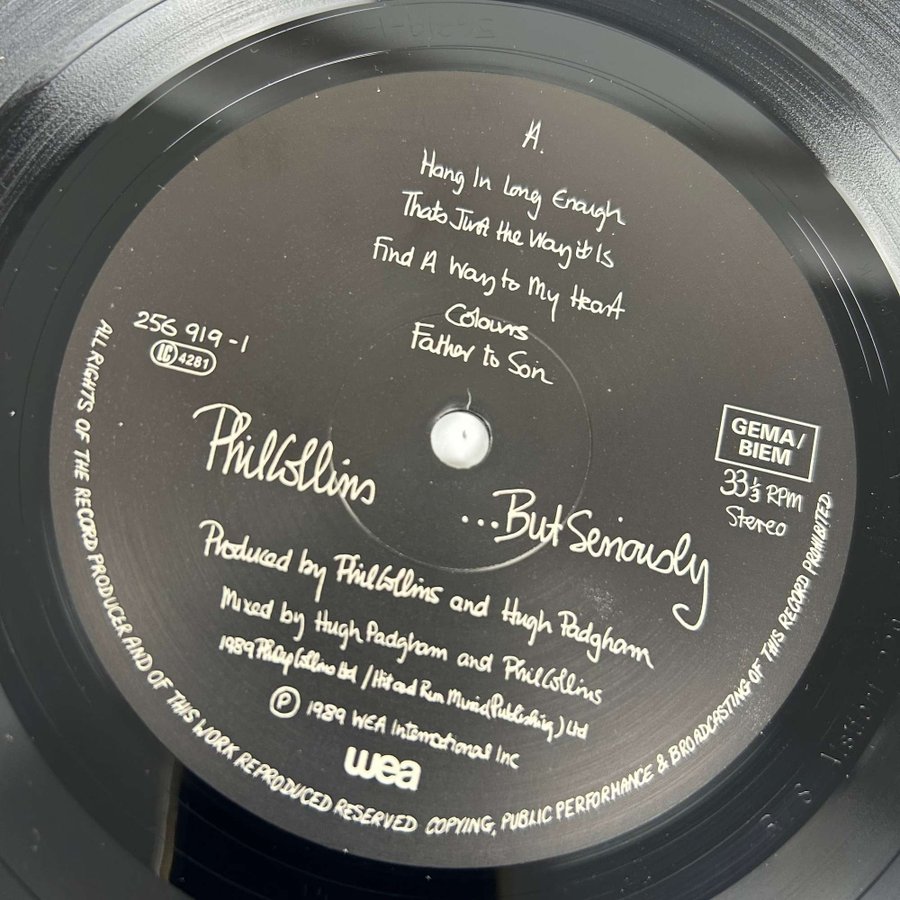 A.
Hang In Long Enough
Thats Just the Way it Is
Find A Way to My Heart
Colours
Father to Son
256 919-1
LC 4281
GEMA/
BIEM
33⅓ RPM
Stereo
Phil Collins
...But Seriously
Produced by Phil Collins and Hugh Padgham
Mixed by Hugh Padgham and Phil Collins
1989 Philip Collins Ltd / Hit and Run Music (Publishing) Ltd
℗ 1989 WEA International Inc
wea
ALL RIGHTS OF THE RECORD PRODUCER AND OF THIS WORK REPRODUCED RESERVED COPYING, PUBLIC PERFORMANCE & BROADCASTING OF THIS RECORD PROHIBITED.